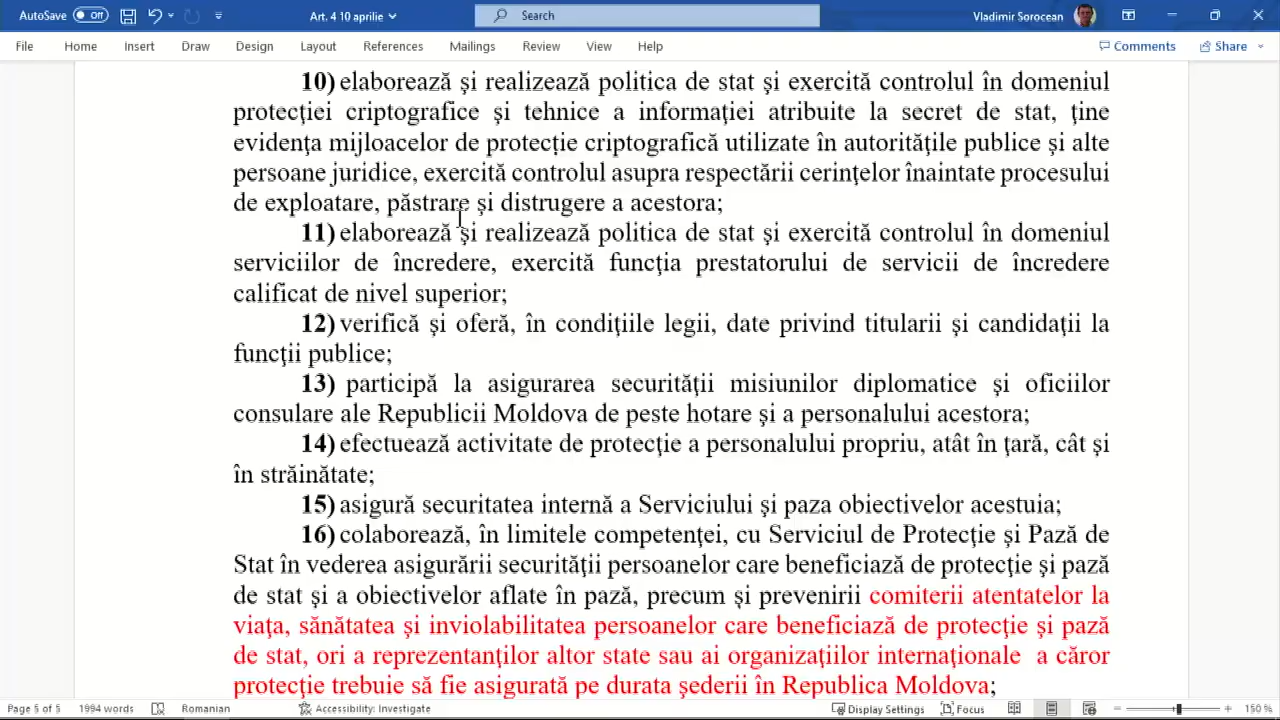 AutoSave Off Art. 4 10 aprilie Search Vladimir Sorocean
File Home Insert Draw Design Layout References Mailings Review View Help Comments Share
10) elaborează şi realizează politica de stat şi exercită controlul în domeniul
protecţiei criptografice şi tehnice a informaţiei atribuite la secret de stat, ţine
evidenţa mijloacelor de protecție criptografică utilizate în autorităţile publice şi alte
persoane juridice, exercită controlul asupra respectării cerinţelor înaintate procesului
de exploatare, păstrare și distrugere a acestora;
11) elaborează şi realizează politica de stat şi exercită controlul în domeniul
serviciilor de încredere, exercită funcţia prestatorului de servicii de încredere
calificat de nivel superior;
12) verifică și oferă, în condițiile legii, date privind titularii și candidații la
funcţii publice;
13) participă la asigurarea securităţii misiunilor diplomatice şi oficiilor
consulare ale Republicii Moldova de peste hotare şi a personalului acestora;
14) efectuează activitate de protecţie a personalului propriu, atât în ţară, cât și
în străinătate;
15) asigură securitatea internă a Serviciului şi paza obiectivelor acestuia;
16) colaborează, în limitele competenţei, cu Serviciul de Protecţie și Pază de
Stat în vederea asigurării securităţii persoanelor care beneficiază de protecţie şi pază
de stat şi a obiectivelor aflate în pază, precum și prevenirii comiterii atentatelor la
viaţa, sănătatea şi inviolabilitatea persoanelor care beneficiază de protecţie şi pază
de stat, ori a reprezentanţilor altor state sau ai organizaţiilor internaţionale a căror
protecţie trebuie să fie asigurată pe durata şederii în Republica Moldova;
Page 5 of 5 1994 words Romanian Accessibility: Investigate Display Settings Focus 150 %